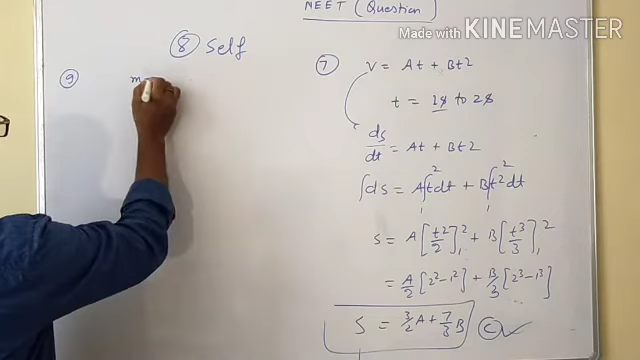 NEET (Question)
Made with KINEMASTER
⑧ Self
⑨ m
⑦ V = At + Bt2
t = 1s to 2s
ds/dt = At + Bt2
∫ds = A∫₁² t dt + B∫₁² t² dt
S = A[t2/2]₁² + B[t³/3]₁²
= A/2 [2²-1²] + B/3 [2³-1³]
S = 3/2 A + 7/3 B ⓒ✓